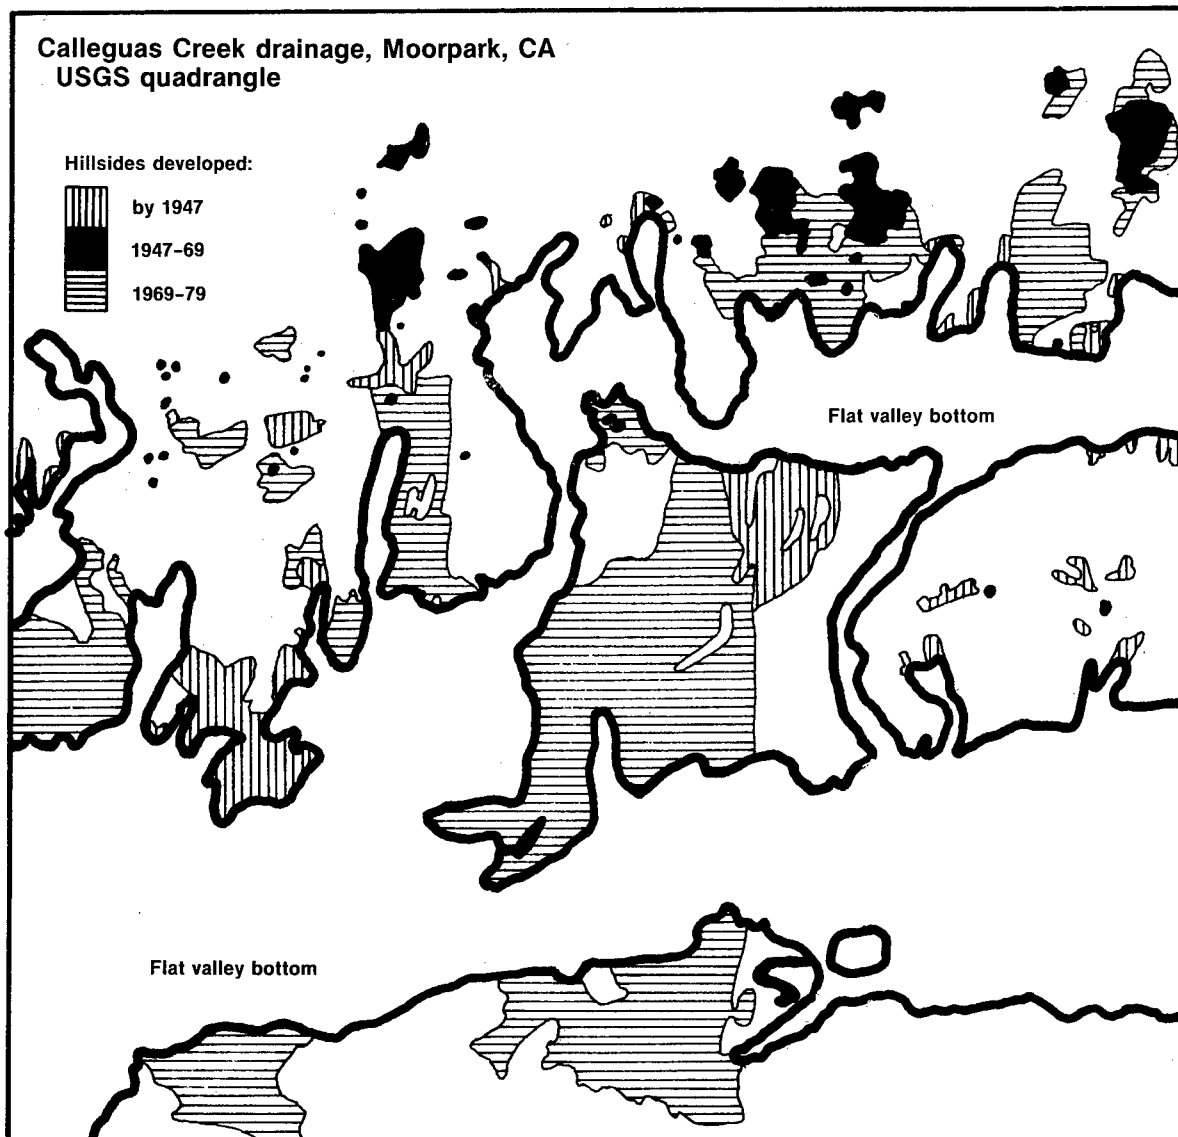 Calleguas Creek drainage, Moorpark, CA
USGS quadrangle
Hillsides developed:
by 1947
1947-69
1969-79
Flat valley bottom
Flat valley bottom